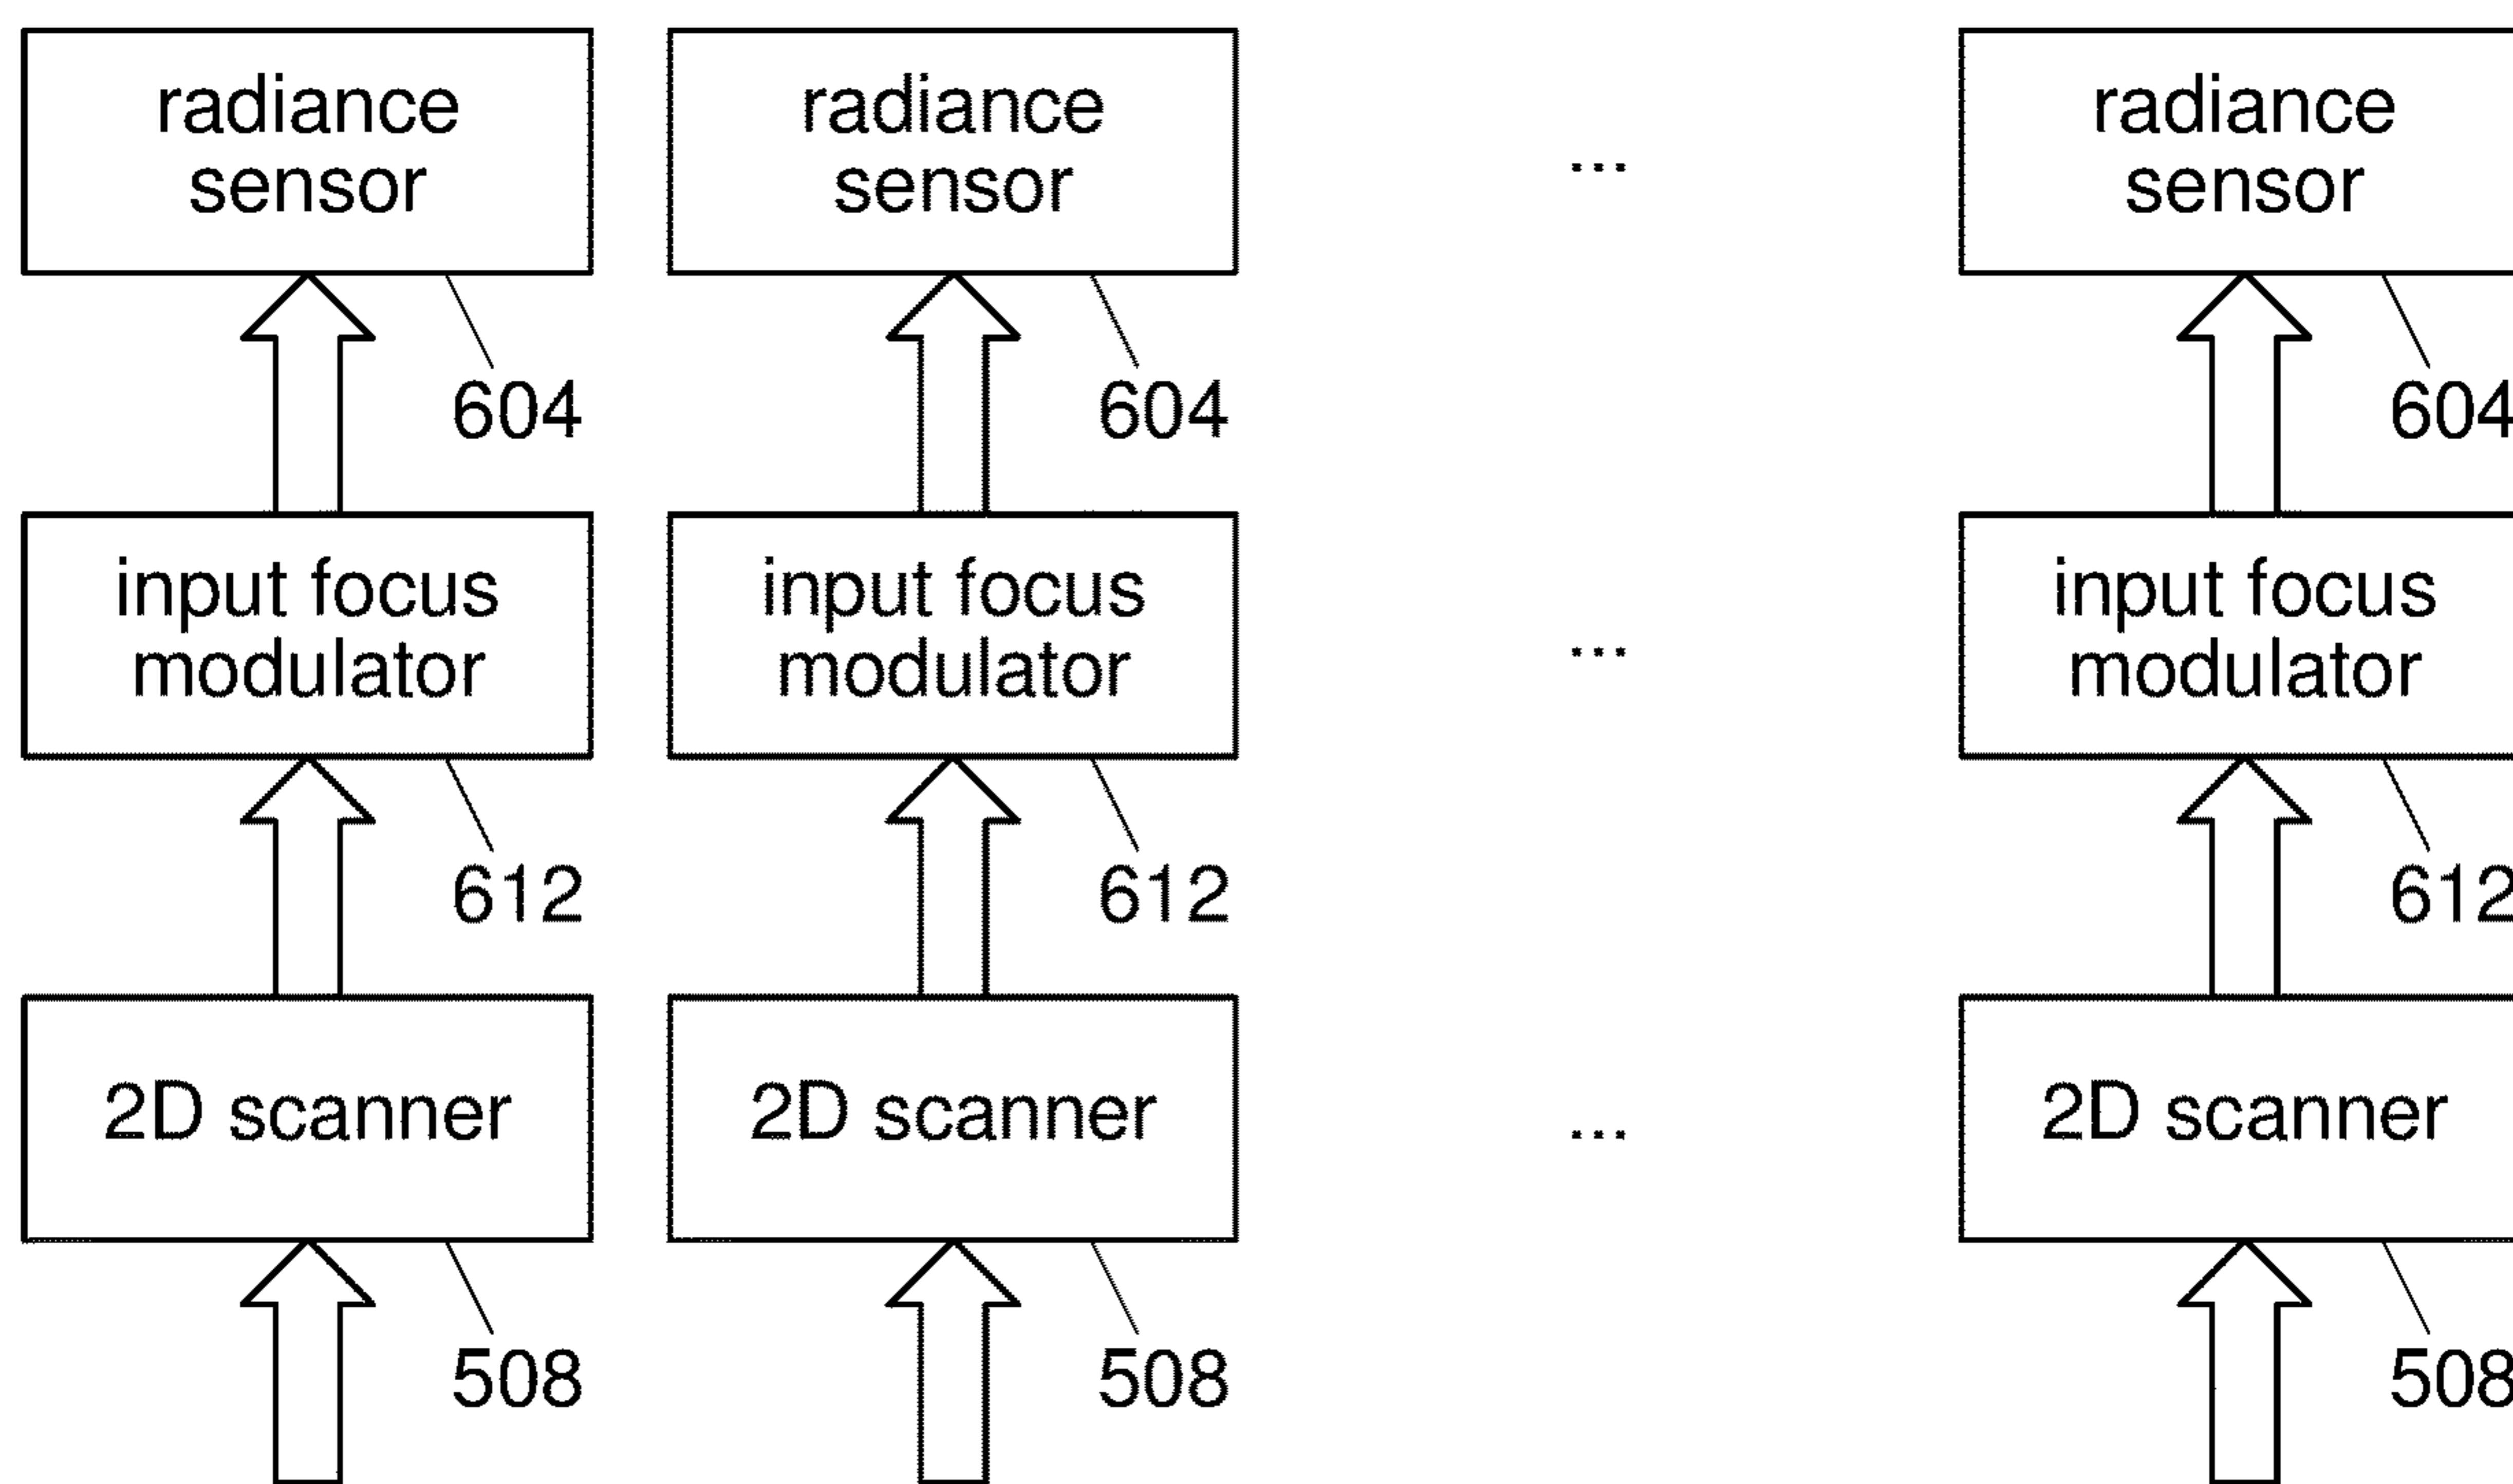 radiance
sensor
radiance
sensor
...
radiance
sensor
604
604
604
input focus
modulator
input focus
modulator
...
input focus
modulator
612
612
612
2D scanner
2D scanner
...
2D scanner
508
508
508